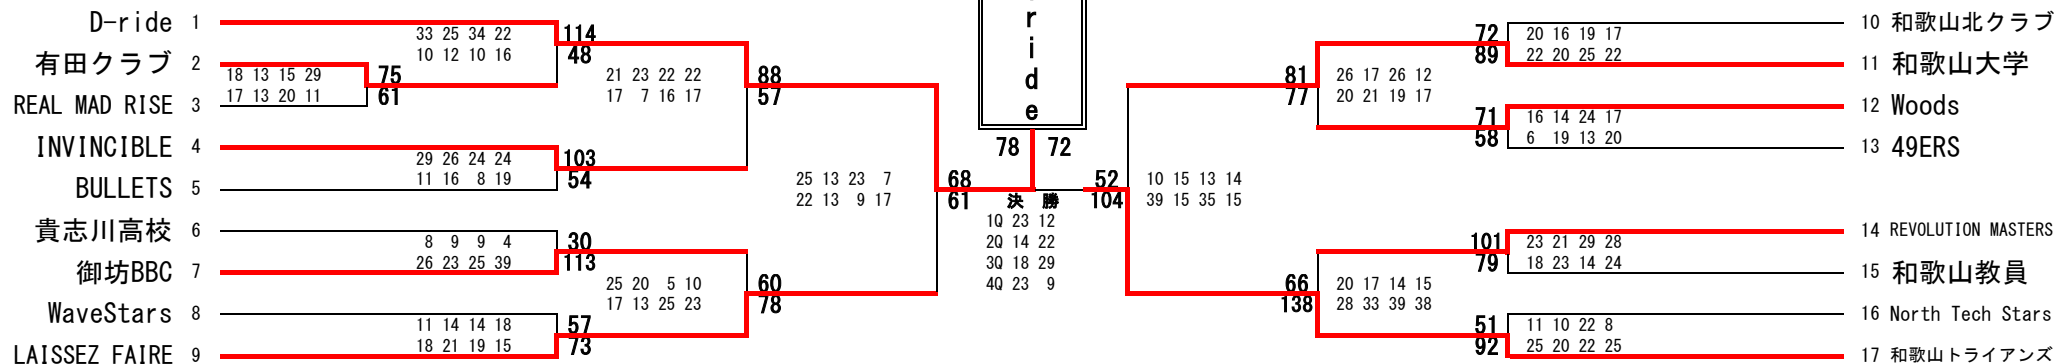 D-ride 1
有田クラブ 2
REAL MAD RISE 3
INVINCIBLE 4
BULLETS 5
貴志川高校 6
御坊BBC 7
WaveStars 8
LAISSEZ FAIRE 9
18 13 15 29
17 13 20 11
75
61
33 25 34 22
10 12 10 16
114
48
29 26 24 24
11 16 8 19
103
54
8 9 9 4
26 23 25 39
30
113
11 14 14 18
18 21 19 15
57
73
21 23 22 22
17 7 16 17
88
57
25 20 5 10
17 13 25 23
60
78
25 13 23 7
22 13 9 17
68
61
r
i
d
e
78 72
決 勝
1Q 23 12
2Q 14 22
3Q 18 29
4Q 23 9
52
104
10 15 13 14
39 15 35 15
81
77
26 17 26 12
20 21 19 17
66
138
20 17 14 15
28 33 39 38
72
89
20 16 19 17
22 20 25 22
71
58
16 14 24 17
6 19 13 20
101
79
23 21 29 28
18 23 14 24
51
92
11 10 22 8
25 20 22 25
10 和歌山北クラブ
11 和歌山大学
12 Woods
13 49ERS
14 REVOLUTION MASTERS
15 和歌山教員
16 North Tech Stars
17 和歌山トライアンズ